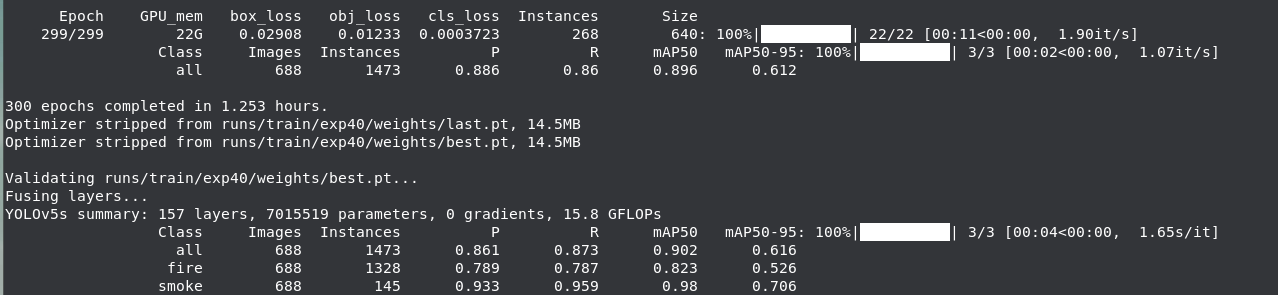 Epoch GPU_mem box_loss obj_loss cls_loss Instances Size
299/299 22G 0.02908 0.01233 0.0003723 268 640: 100%|██████████| 22/22 [00:11<00:00, 1.90it/s]
Class Images Instances P R mAP50 mAP50-95: 100%|██████████| 3/3 [00:02<00:00, 1.07it/s]
all 688 1473 0.886 0.86 0.896 0.612
300 epochs completed in 1.253 hours.
Optimizer stripped from runs/train/exp40/weights/last.pt, 14.5MB
Optimizer stripped from runs/train/exp40/weights/best.pt, 14.5MB
Validating runs/train/exp40/weights/best.pt...
Fusing layers...
YOLOv5s summary: 157 layers, 7015519 parameters, 0 gradients, 15.8 GFLOPs
Class Images Instances P R mAP50 mAP50-95: 100%|██████████| 3/3 [00:04<00:00, 1.65s/it]
all 688 1473 0.861 0.873 0.902 0.616
fire 688 1328 0.789 0.787 0.823 0.526
smoke 688 145 0.933 0.959 0.98 0.706